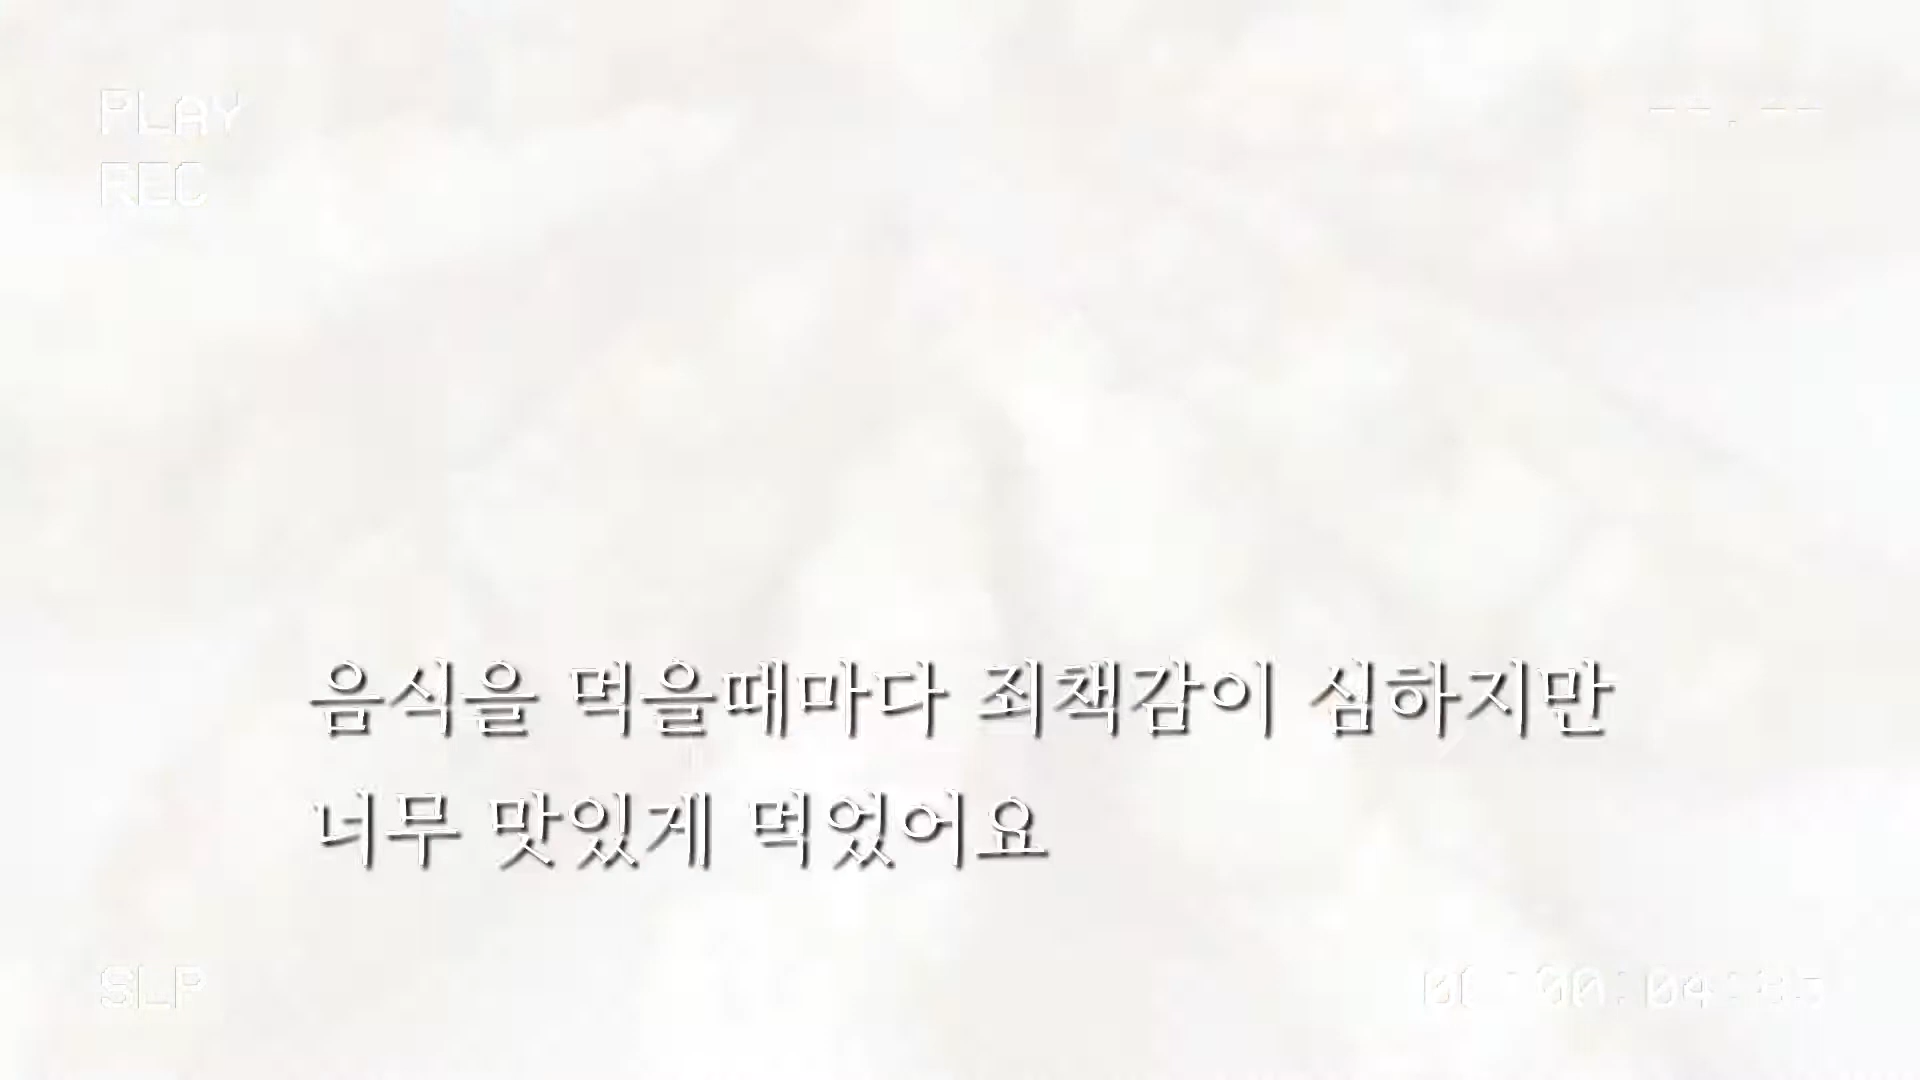 PLAY
--.--
REC
음식을 먹을때마다 죄책감이 심하지만
너무 맛있게 먹었어요
SLP